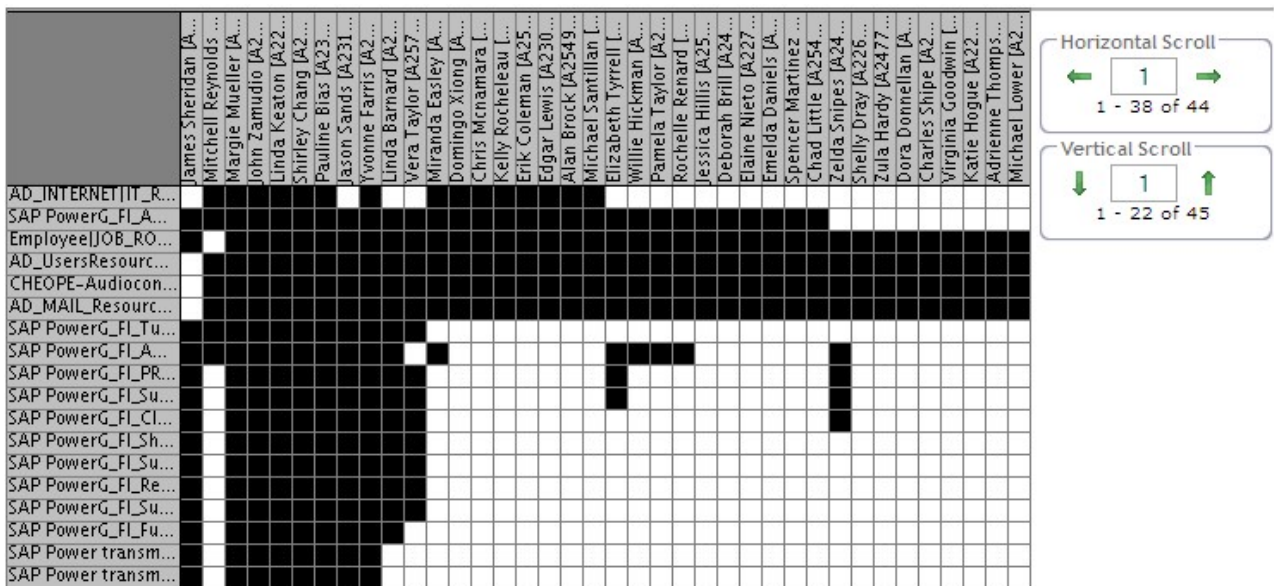 James Sheridan [A...
Mitchell Reynolds ...
Margie Mueller [A...
John Zamudio [A2...
Linda Keaton [A22...
Shirley Chang [A2...
Pauline Bias [A23...
Jason Sands [A231...
Yvonne Farris [A2...
Linda Barnard [A2...
Vera Taylor [A257...
Miranda Easley [A...
Domingo Xiong [A...
Chris Mcnamara [...
Kelly Rocheleau [...
Erik Coleman [A25...
Edgar Lewis [A230...
Alan Brock [A2549...
Michael Santillan [...
Elizabeth Tyrrell [...
Willie Hickman [A...
Pamela Taylor [A2...
Rochelle Renard [...
Jessica Hillis [A25...
Deborah Brill [A24...
Elaine Nieto [A227...
Emelda Daniels [A...
Spencer Martinez ...
Chad Little [A254...
Zelda Snipes [A24...
Shelly Dray [A226...
Zula Hardy [A2477...
Dora Donnellan [A...
Charles Shipe [A2...
Virginia Goodwin [...
Katie Hogue [A22...
Adrienne Thomps...
Michael Lower [A2...
AD_INTERNET|IT_R...
SAP PowerG_FI_A...
Employee|JOB_RO...
AD_UsersResourc...
CHEOPE-Audiocon...
AD_MAIL_Resourc...
SAP PowerG_FI_Tu...
SAP PowerG_FI_A...
SAP PowerG_FI_PR...
SAP PowerG_FI_Su...
SAP PowerG_FI_Cl...
SAP PowerG_FI_Sh...
SAP PowerG_FI_Su...
SAP PowerG_FI_Re...
SAP PowerG_FI_Su...
SAP PowerG_FI_Fu...
SAP Power transm...
SAP Power transm...
Horizontal Scroll
1
1 - 38 of 44
Vertical Scroll
1
1 - 22 of 45